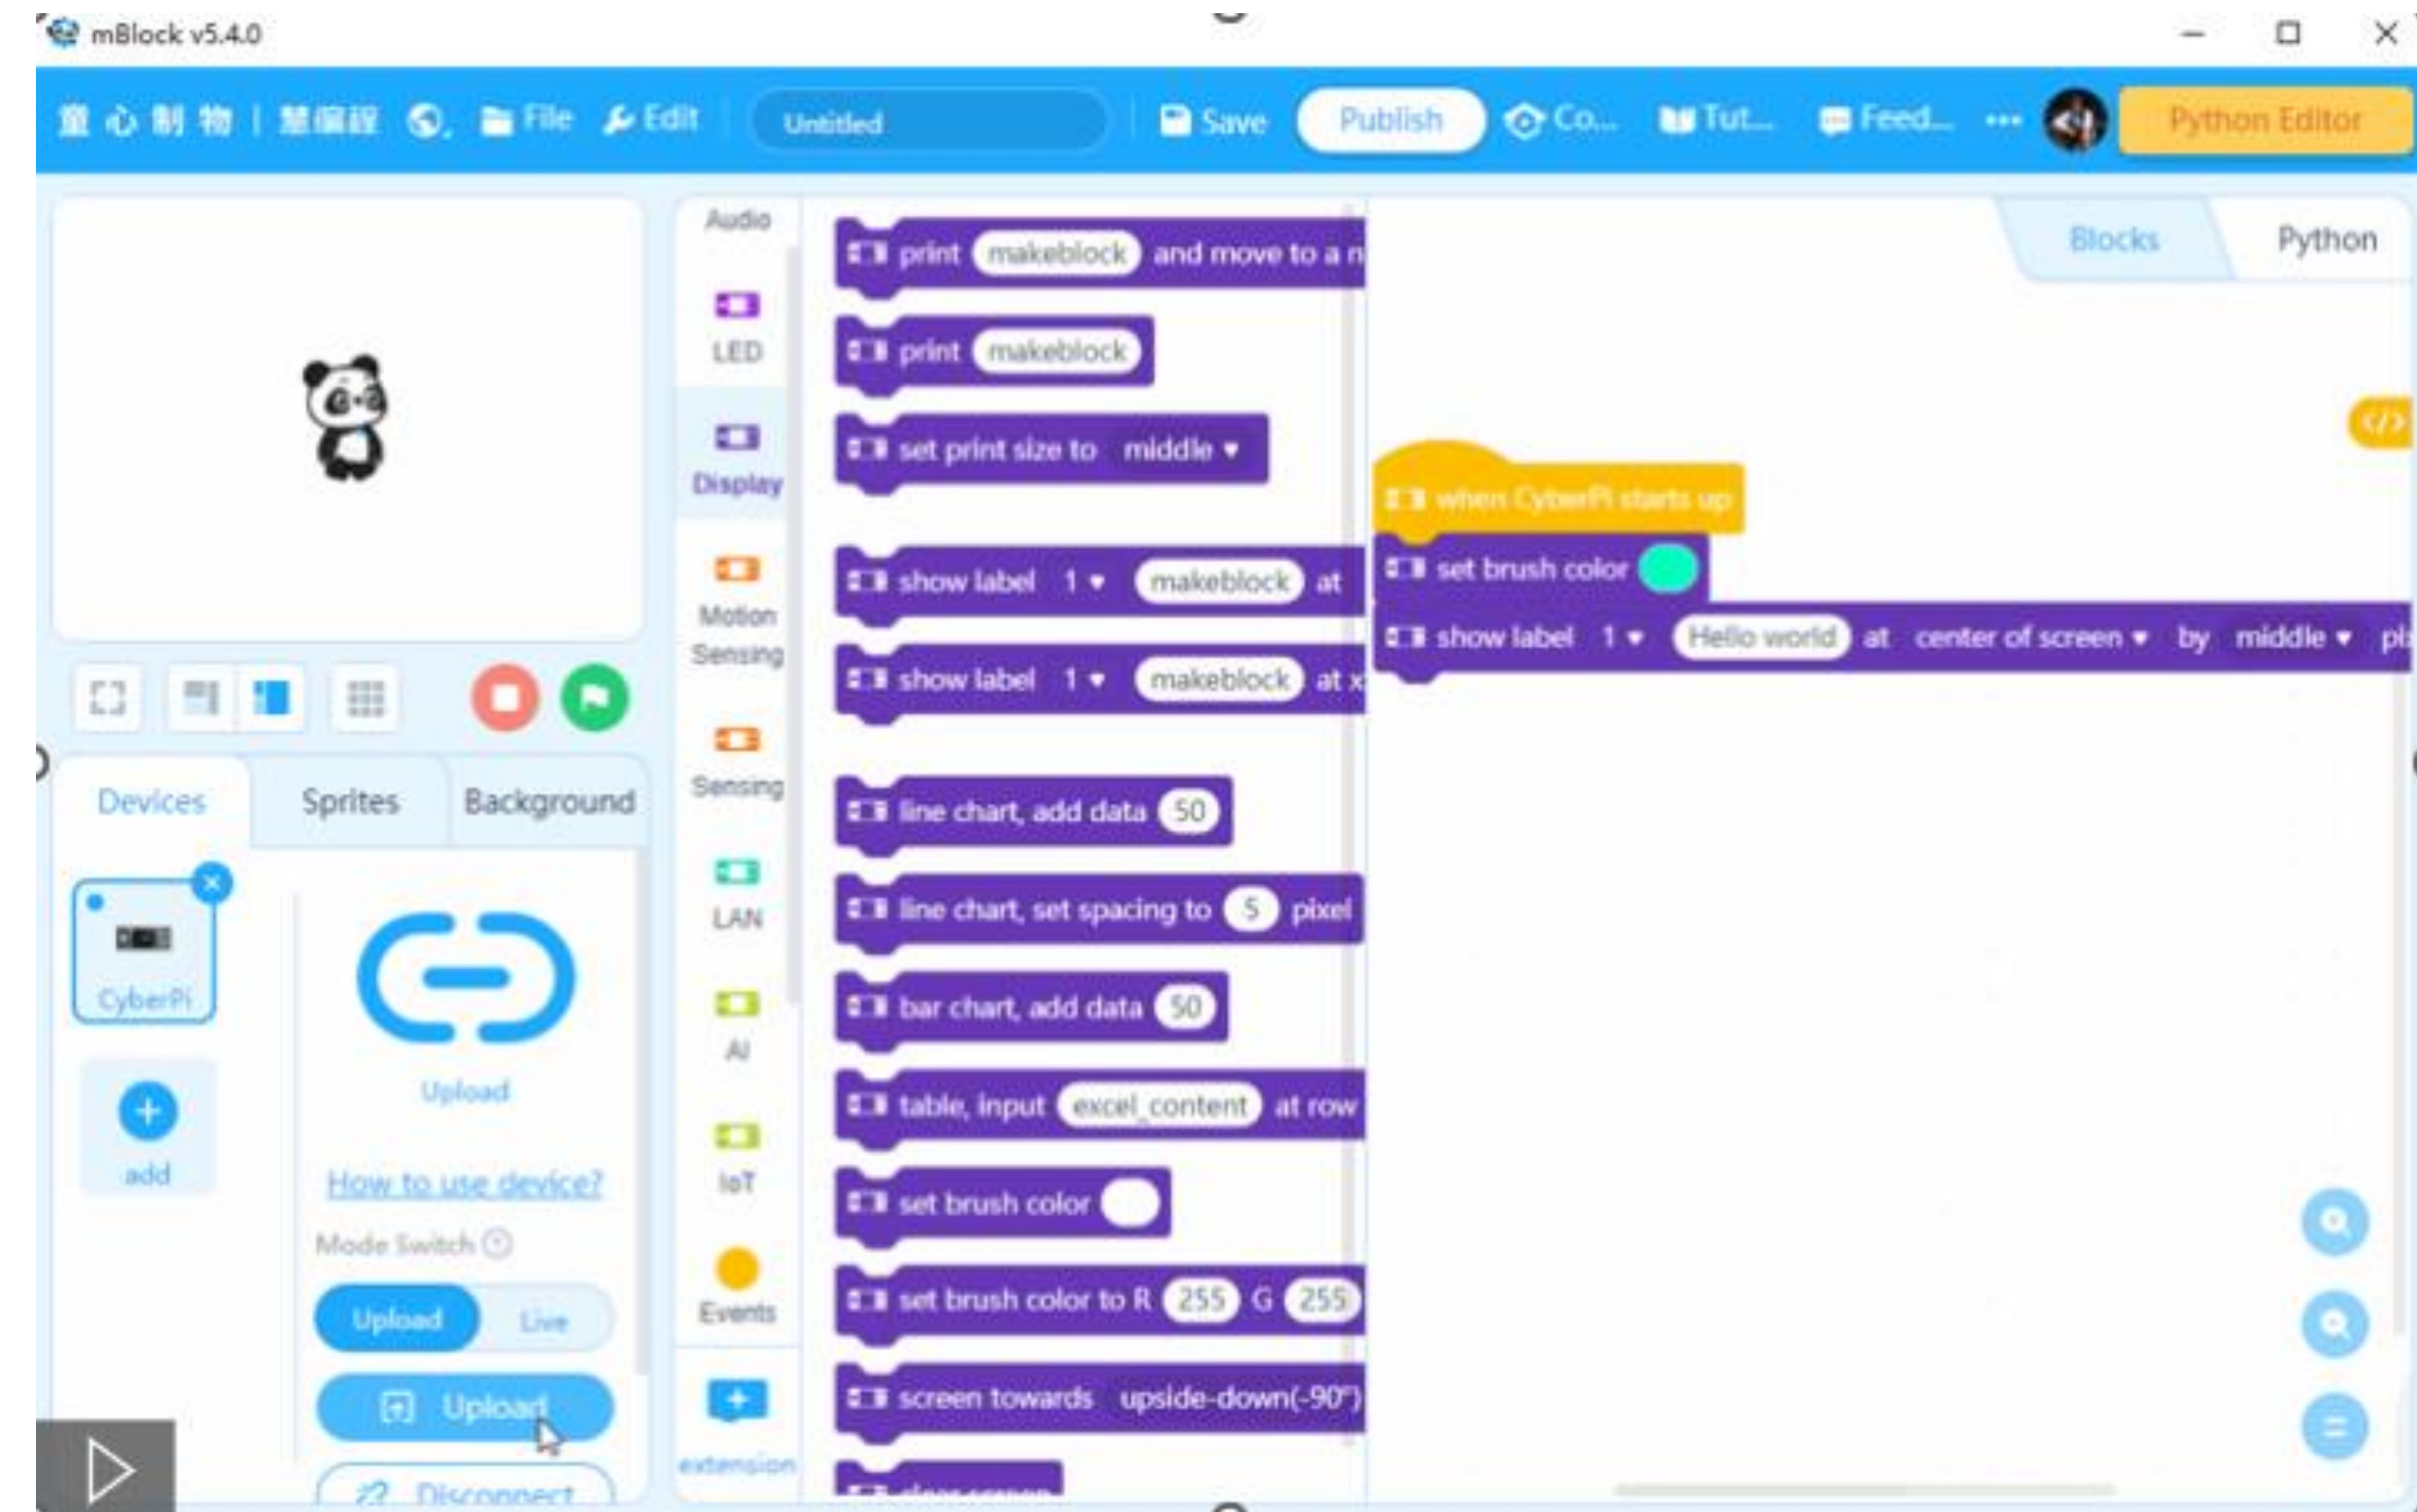 mBlock v5.4.0
童心制物 | 慧编程 File Edit Untitled Save Publish Co... Tut... Feed... ••• Python Editor
Blocks Python
Devices Sprites Background
CyberPi
add
Upload
How to use device?
Mode Switch
Upload Live
Upload
Disconnect
Audio
LED
Display
Motion
Sensing
Sensing
LAN
AI
IoT
Events
extension
print makeblock and move to a n
print makeblock
set print size to middle
show label 1 makeblock at
show label 1 makeblock at x
line chart, add data 50
line chart, set spacing to 5 pixel
bar chart, add data 50
table, input excel_content at row
set brush color
set brush color to R 255 G 255
screen towards upside-down(-90°)
clear screen
when CyberPi starts up
set brush color
show label 1 Hello world at center of screen by middle pi